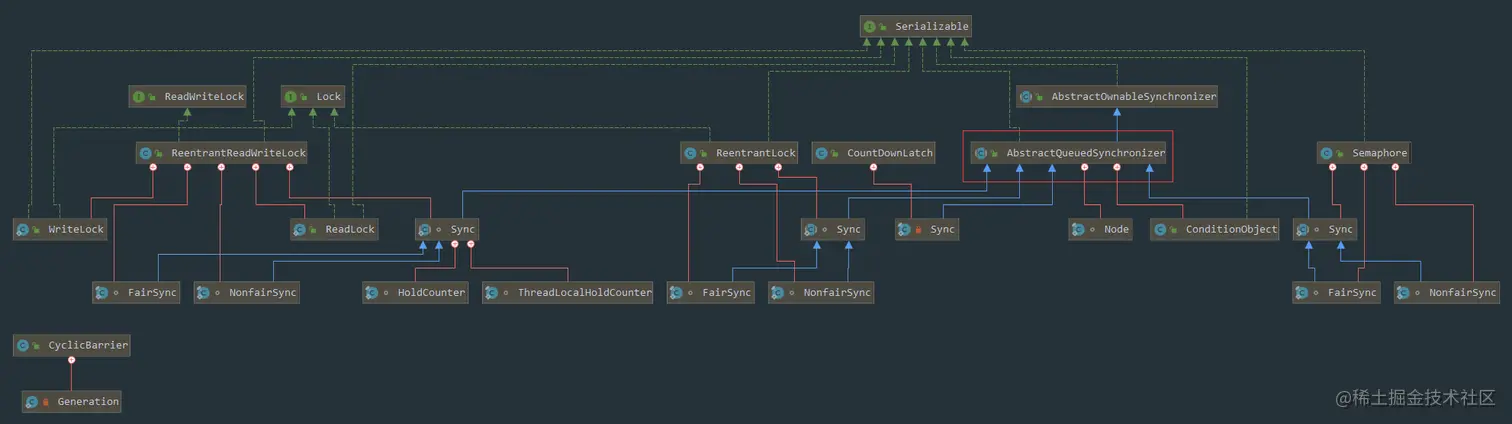 Serializable
ReadWriteLock
Lock
AbstractOwnableSynchronizer
ReentrantReadWriteLock
ReentrantLock
CountDownLatch
AbstractQueuedSynchronizer
Semaphore
WriteLock
ReadLock
Sync
Sync
Sync
Node
ConditionObject
Sync
FairSync
NonfairSync
HoldCounter
ThreadLocalHoldCounter
FairSync
NonfairSync
FairSync
NonfairSync
CyclicBarrier
Generation
@稀土掘金技术社区